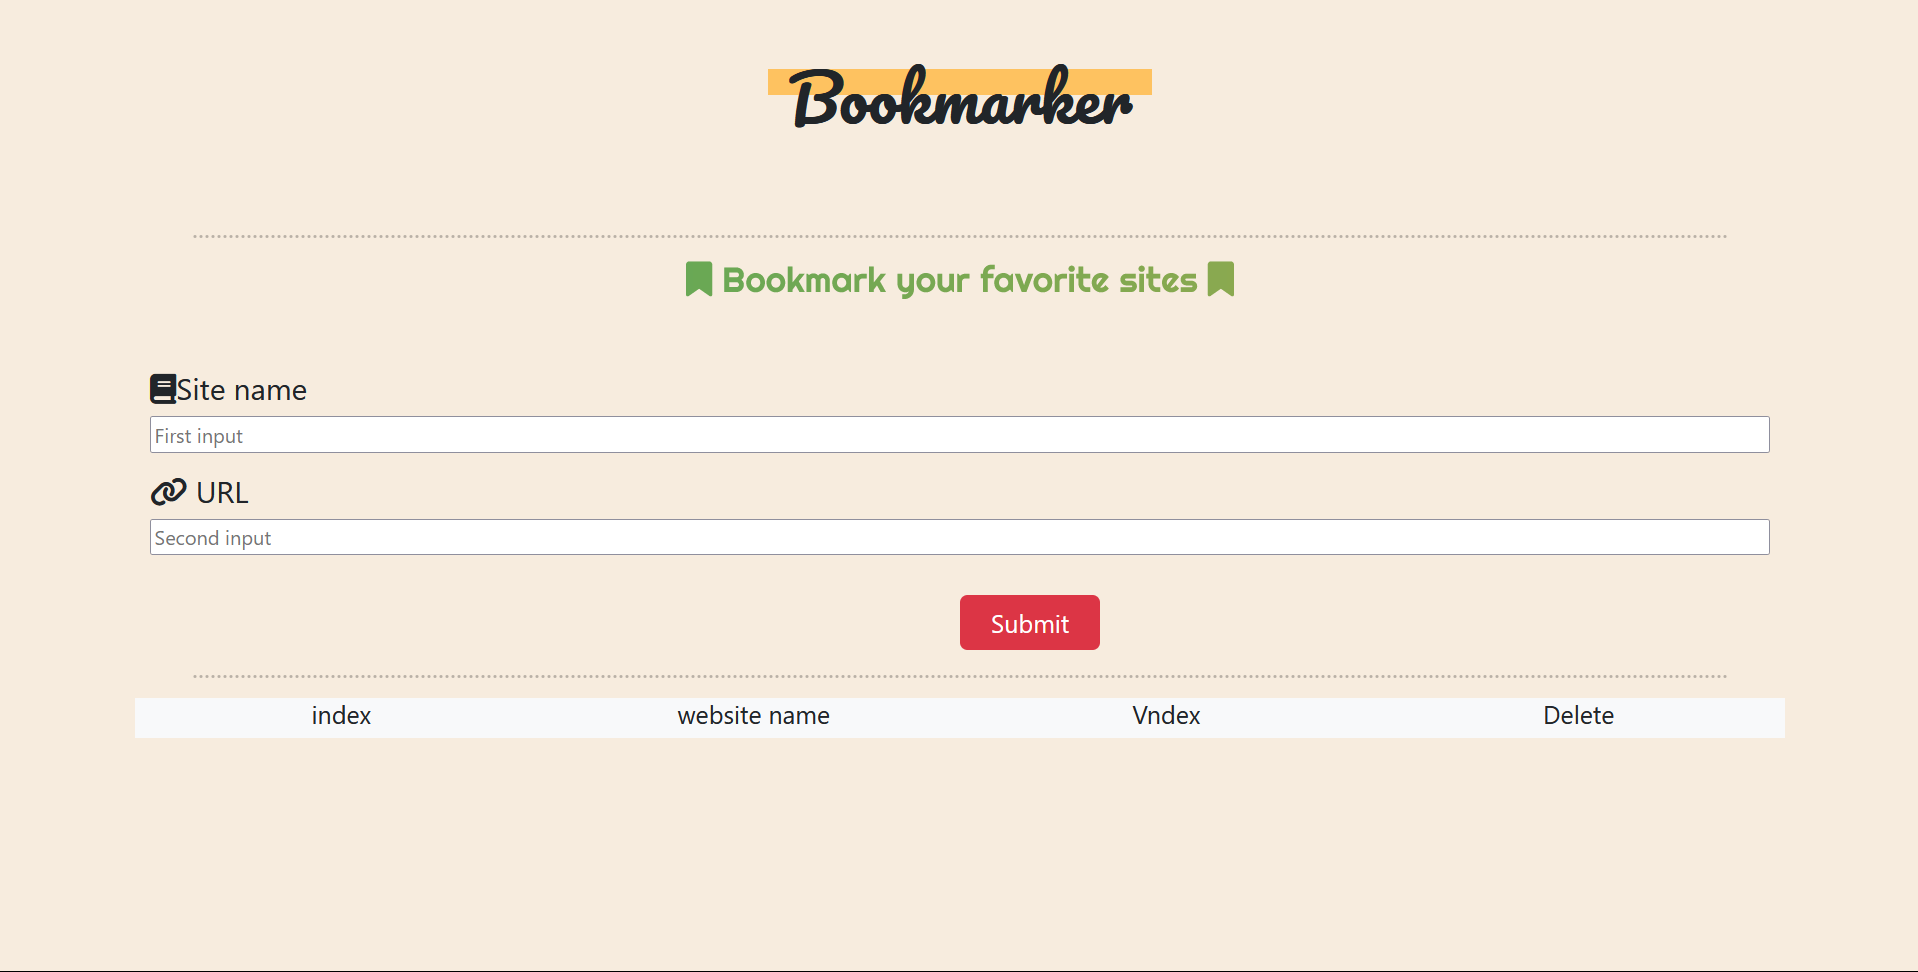 Bookmarker
Bookmark your favorite sites
Site name
First input
URL
Second input
Submit
index website name Vndex Delete